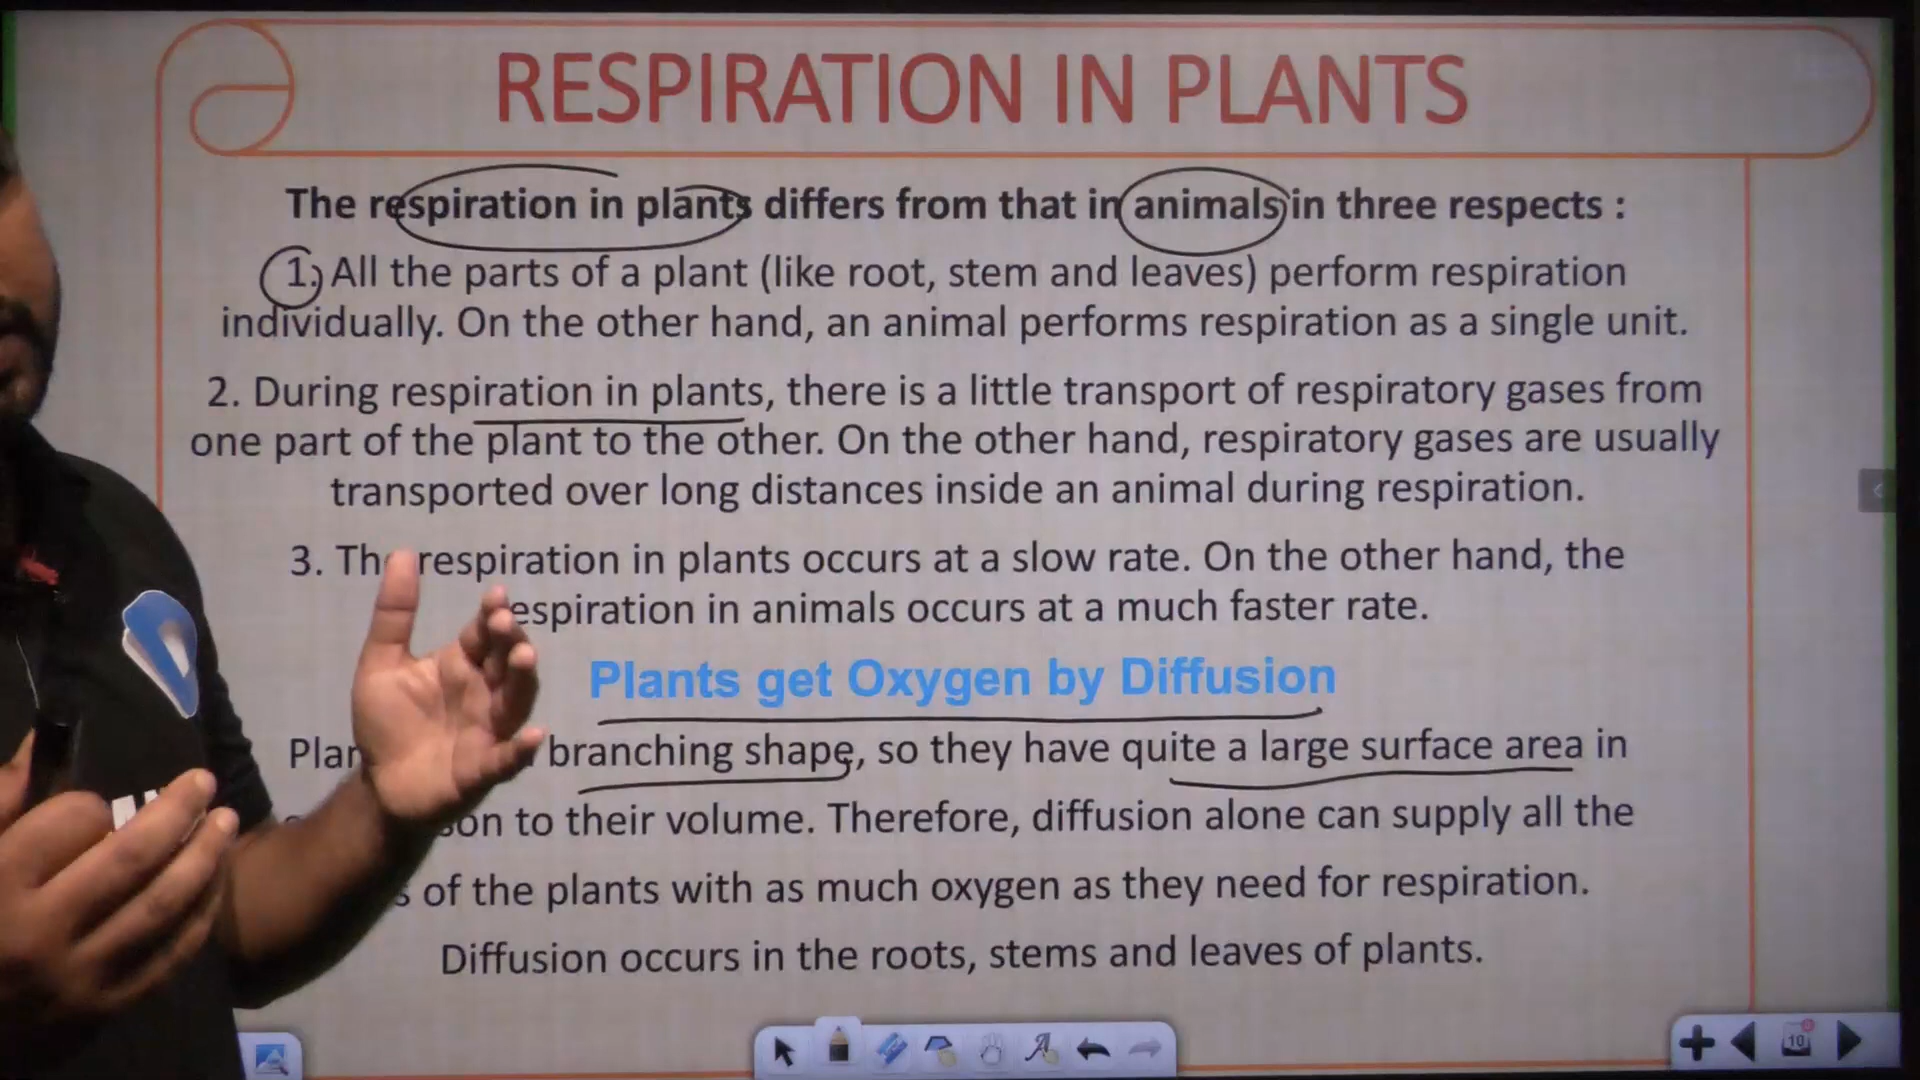 RESPIRATION IN PLANTS
The respiration in plants differs from that in animals in three respects :
1. All the parts of a plant (like root, stem and leaves) perform respiration
individually. On the other hand, an animal performs respiration as a single unit.
2. During respiration in plants, there is a little transport of respiratory gases from
one part of the plant to the other. On the other hand, respiratory gases are usually
transported over long distances inside an animal during respiration.
3. The respiration in plants occurs at a slow rate. On the other hand, the
espiration in animals occurs at a much faster rate.
Plants get Oxygen by Diffusion
branching shape, so they have quite a large surface area in
to their volume. Therefore, diffusion alone can supply all the
of the plants with as much oxygen as they need for respiration.
Diffusion occurs in the roots, stems and leaves of plants.
10